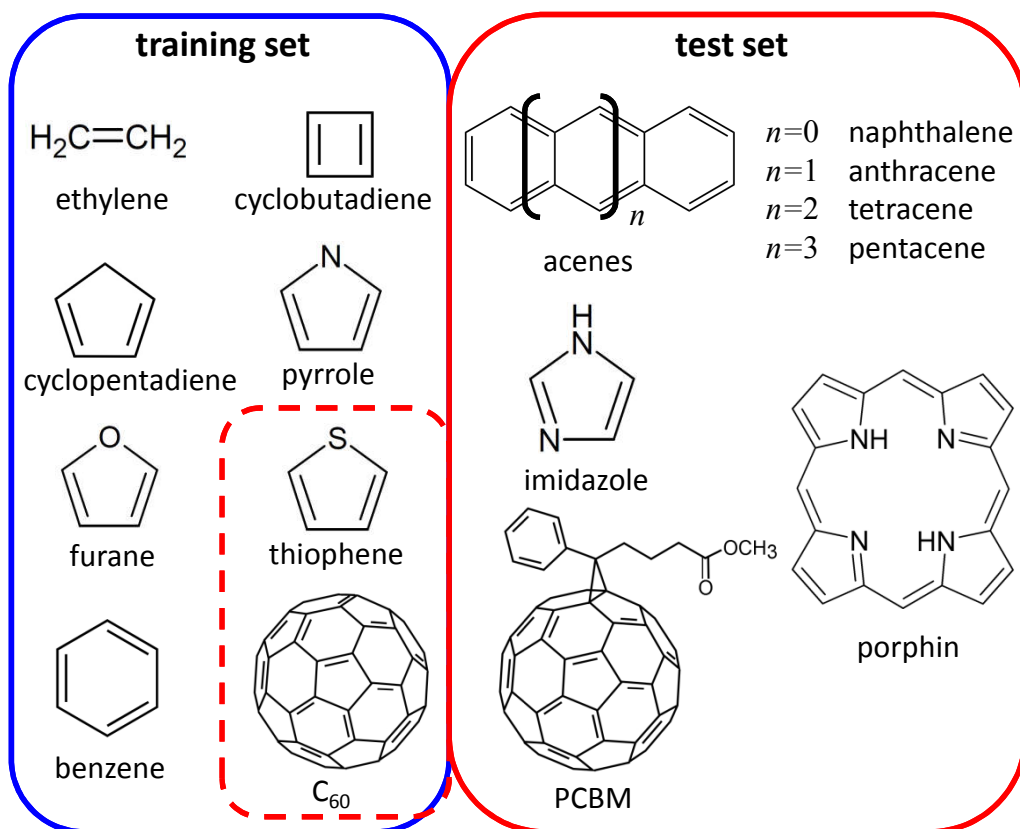 training set
H₂C=CH₂
ethylene
cyclobutadiene
N
cyclopentadiene
pyrrole
O
furane
S
thiophene
benzene
C₆₀
test set
n
acenes
n=0 naphthalene
n=1 anthracene
n=2 tetracene
n=3 pentacene
H
N
N
imidazole
OCH3
O
PCBM
NH N
N HN
porphin